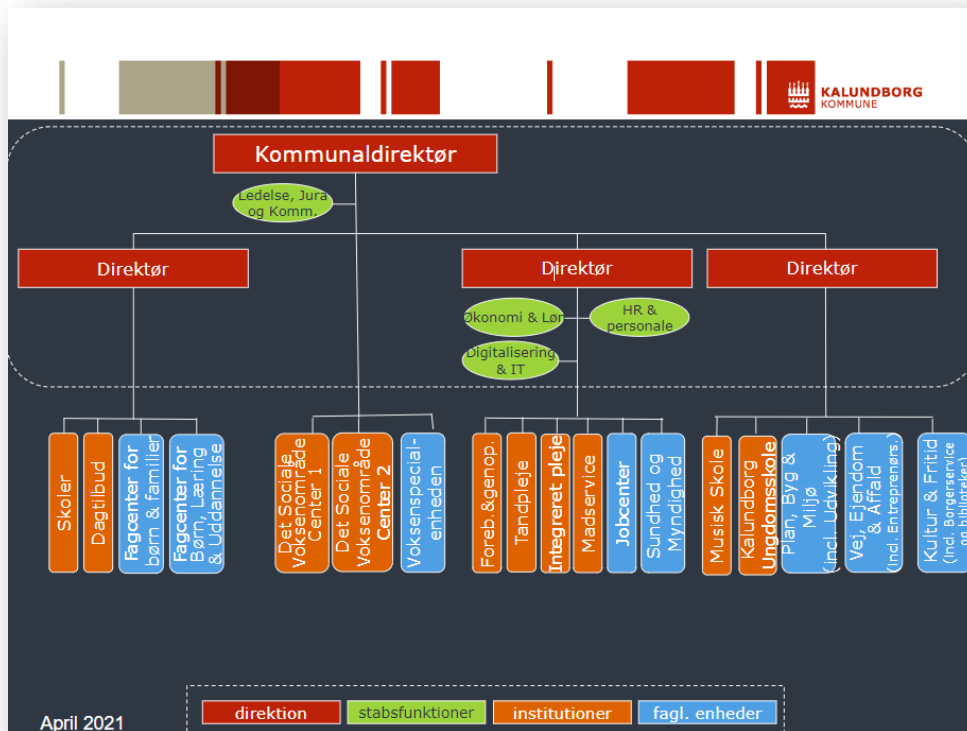 KALUNDBORG
KOMMUNE
Kommunaldirektør
Ledelse, Jura
og Komm.
Direktør
Direktør
Direktør
Økonomi & Løn
HR &
personale
Digitalisering
& IT
Skoler
Dagtilbud
Fagcenter for
børn & familier
Fagcenter for
Børn, Læring
& Uddannelse
Det Sociale
Voksenområde
Center 1
Det Sociale
Voksenområde
Center 2
Voksenspecial-
enheden
Foreb.&genop.
Tandpleje
Integreret pleje
Madservice
Jobcenter
Sundhed og
Myndighed
Musisk Skole
Kalundborg
Ungdomsskole
Plan, Byg &
Miljø
(incl. Udvikling)
Vej, Ejendom
& Affald
(Incl. Entreprenørs.)
Kultur & Fritid
(Incl. Borgerservice
og biblioteker)
direktion
stabsfunktioner
institutioner
fagl. enheder
April 2021